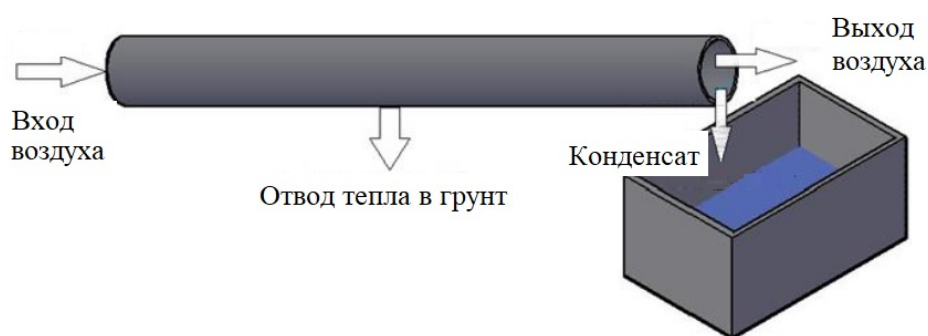 Вход
воздуха
Отвод тепла в грунт
Конденсат
Выход
воздуха